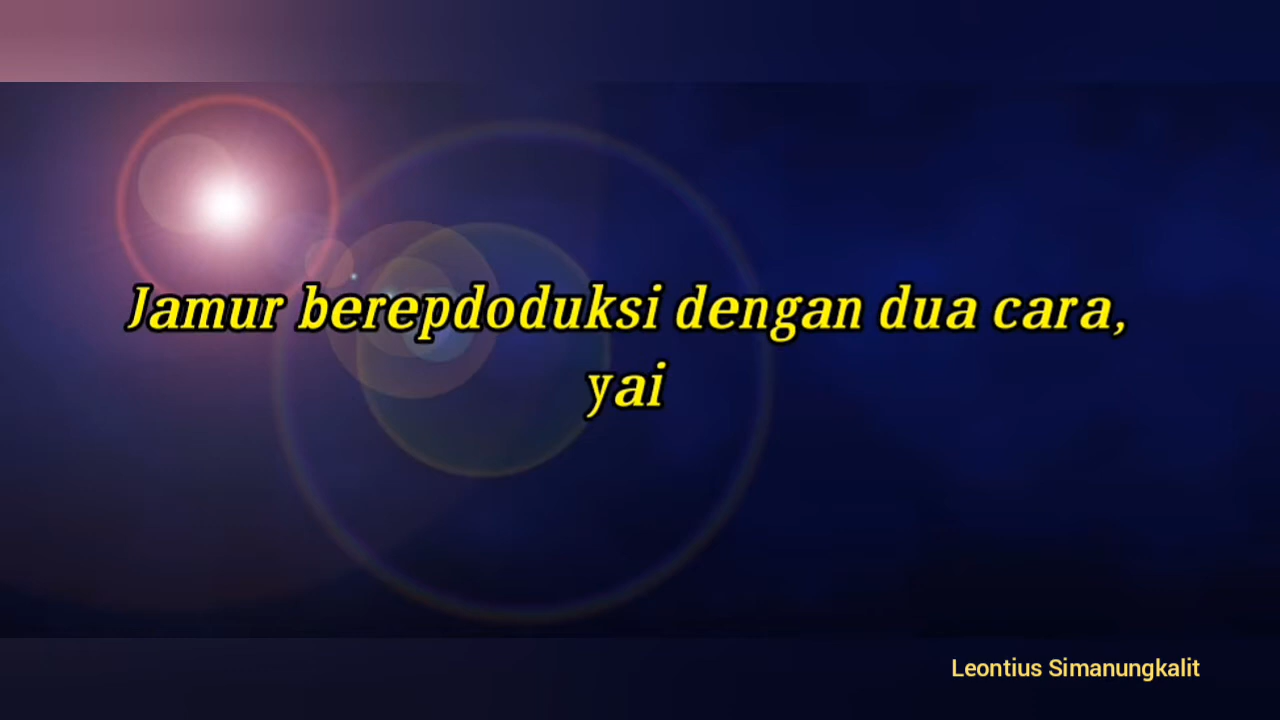 Jamur berepdoduksi dengan dua cara,
yai
Leontius Simanungkalit